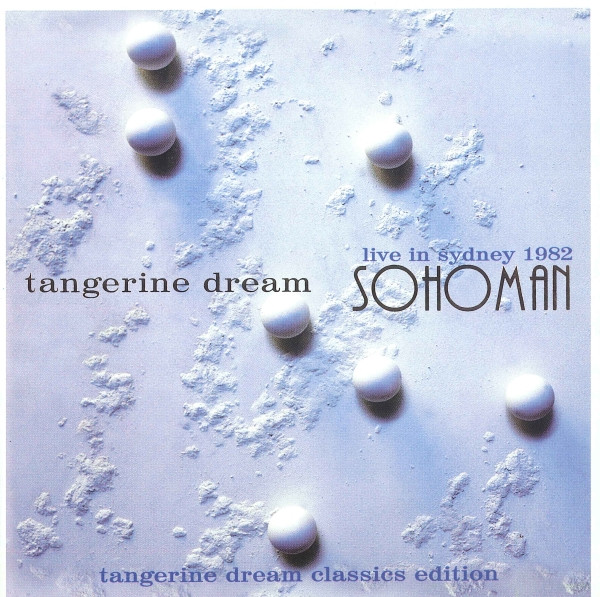 live in sydney 1982
tangerine dream SOHOMAN
tangerine dream classics edition